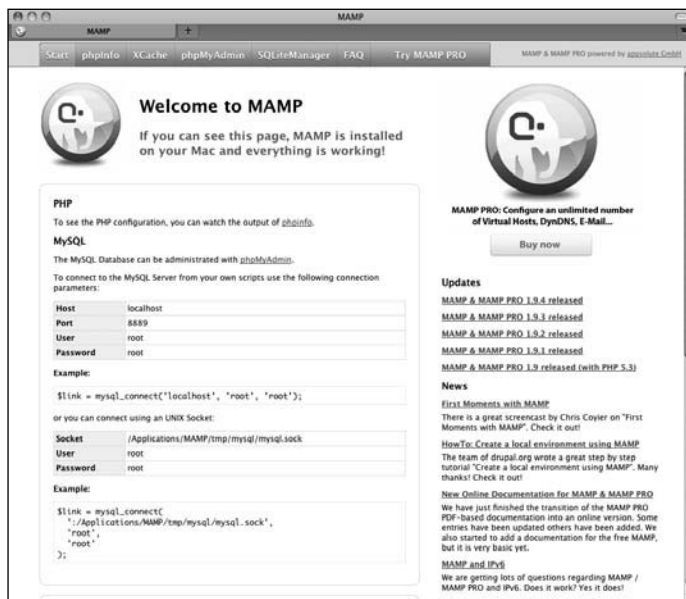 MAMP
MAMP
+
Start phpInfo XCache phpMyAdmin SQLiteManager FAQ Try MAMP PRO
MAMP & MAMP PRO powered by appsolute GmbH
Welcome to MAMP
If you can see this page, MAMP is installed
on your Mac and everything is working!
PHP
To see the PHP configuration, you can watch the output of phpinfo.
MySQL
The MySQL Database can be administrated with phpMyAdmin.
To connect to the MySQL Server from your own scripts use the following connection
parameters:
Host localhost
Port 8889
User root
Password root
Example:
$link = mysql_connect('localhost', 'root', 'root');
or you can connect using an UNIX Socket:
Socket /Applications/MAMP/tmp/mysql/mysql.sock
User root
Password root
Example:
$link = mysql_connect(
':/Applications/MAMP/tmp/mysql/mysql.sock',
'root',
'root'
);
MAMP PRO: Configure an unlimited number
of Virtual Hosts, DynDNS, E-Mail...
Buy now
Updates
MAMP & MAMP PRO 1.9.4 released
MAMP & MAMP PRO 1.9.3 released
MAMP & MAMP PRO 1.9.2 released
MAMP & MAMP PRO 1.9.1 released
MAMP & MAMP PRO 1.9 released (with PHP 5.3)
News
First Moments with MAMP
There is a great screencast by Chris Coyier on "First
Moments with MAMP". Check it out!
HowTo: Create a local environment using MAMP
The team of drupal.org wrote a great step by step
tutorial "Create a local environment using MAMP". Many
thanks! Check it out!
New Online Documentation for MAMP & MAMP PRO
We have just finished the transition of the MAMP PRO
PDF-based documentation into an online version. Some
entries have been updated others have been added. We
also started to add a documentation for the free MAMP,
but it is very basic yet.
MAMP and IPv6
We are getting lots of questions regarding MAMP /
MAMP PRO and IPv6. Does it work? Yes it does!